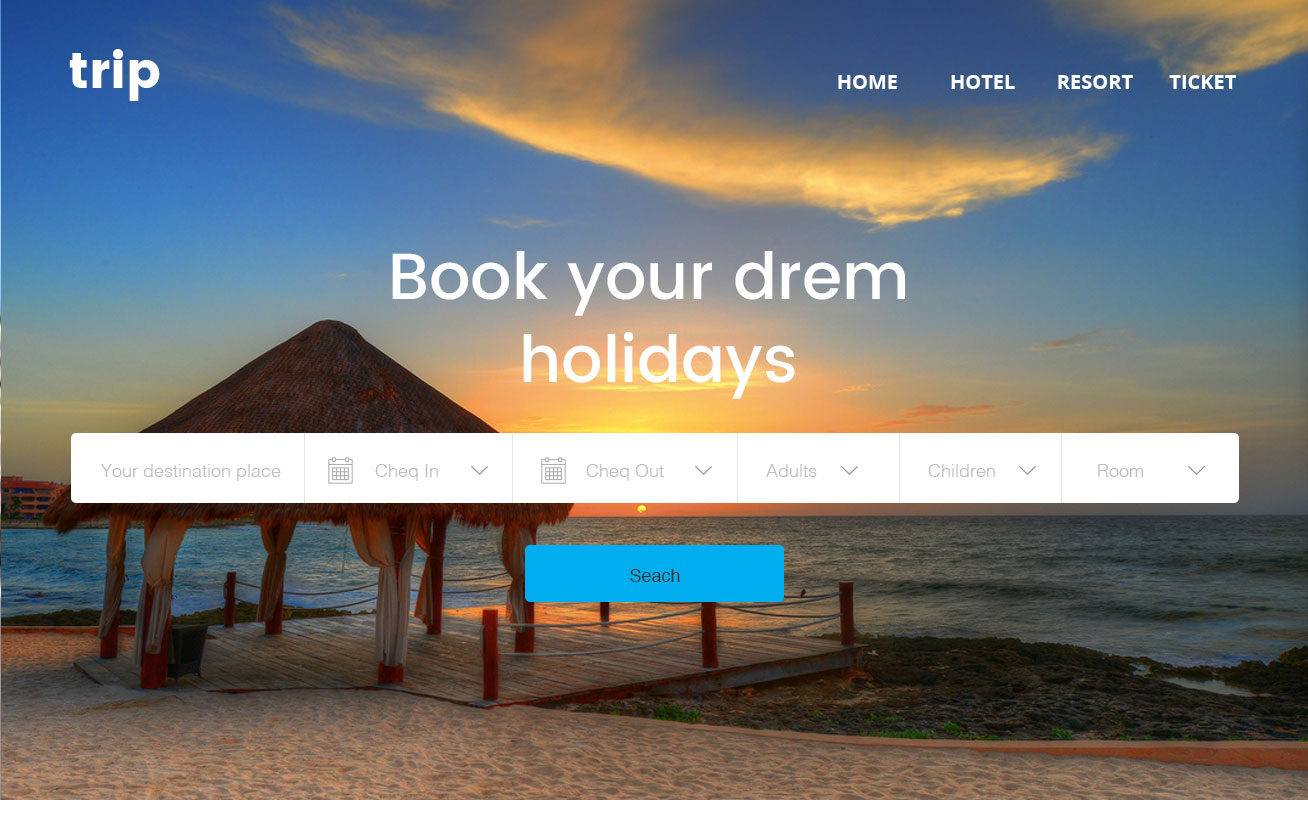 trip
HOME HOTEL RESORT TICKET
Book your drem
holidays
Your destination place Cheq In Cheq Out Adults Children Room
Seach